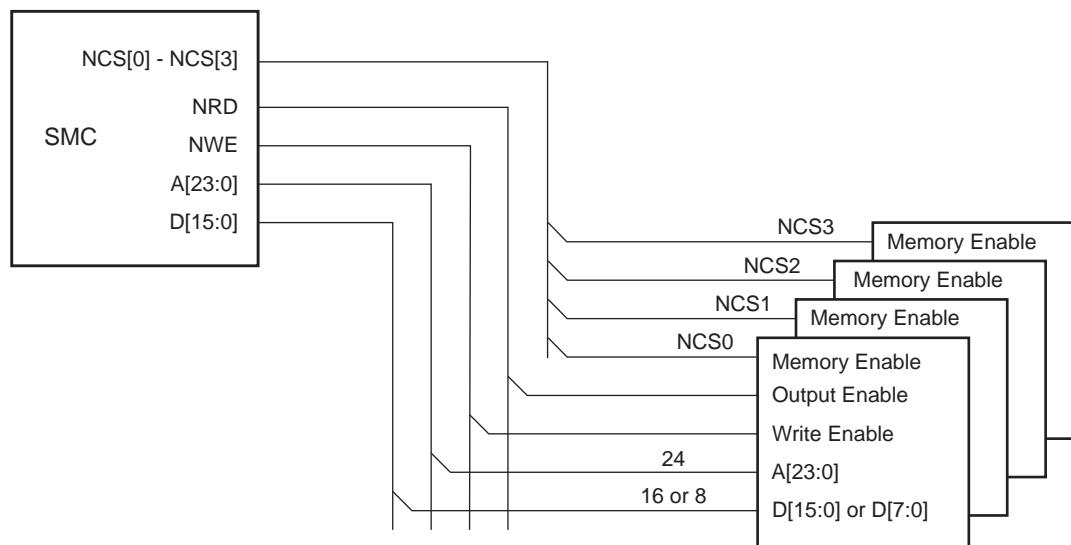 NCS[0] - NCS[3]
NRD
SMC
NWE
A[23:0]
D[15:0]
NCS3
Memory Enable
NCS2
Memory Enable
NCS1
Memory Enable
NCS0
Memory Enable
Output Enable
Write Enable
24
A[23:0]
16 or 8
D[15:0] or D[7:0]